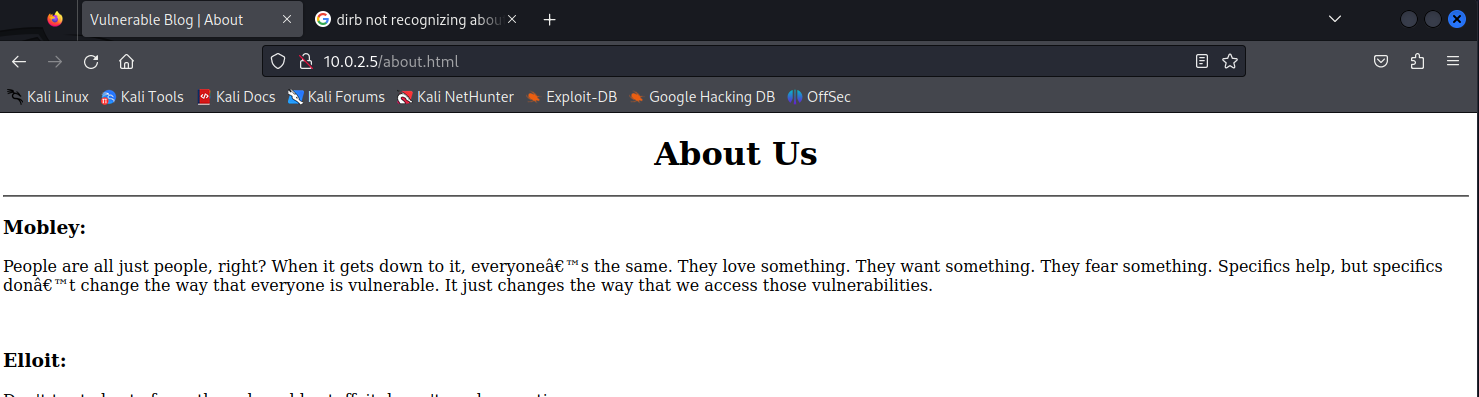 Vulnerable Blog | About
dirb not recognizing abou
10.0.2.5/about.html
Kali Linux Kali Tools Kali Docs Kali Forums Kali NetHunter Exploit-DB Google Hacking DB OffSec
About Us
Mobley:
People are all just people, right? When it gets down to it, everyoneâ€™s the same. They love something. They want something. They fear something. Specifics help, but specifics
donâ€™t change the way that everyone is vulnerable. It just changes the way that we access those vulnerabilities.
Elloit: